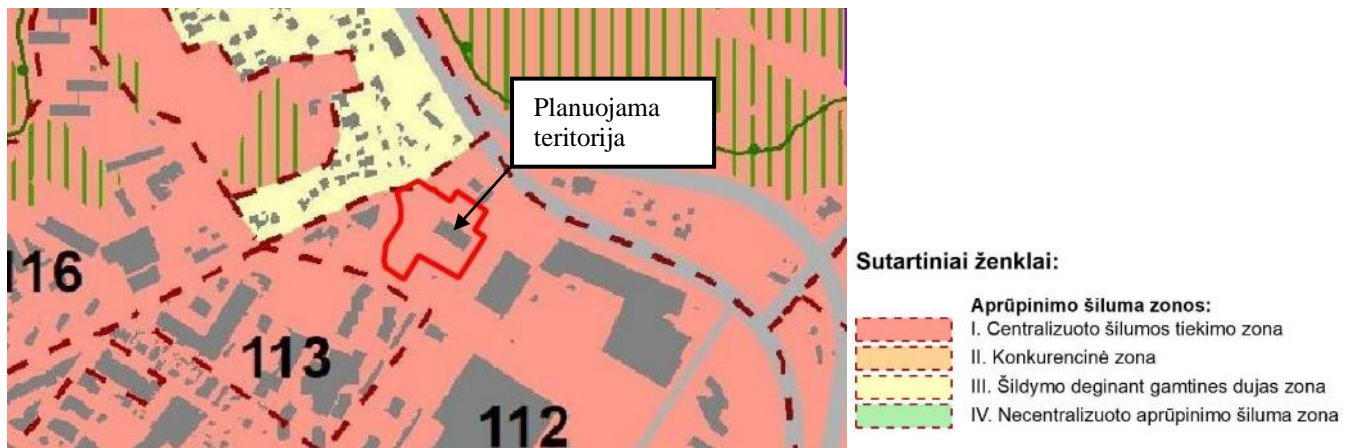 Planuojama
teritorija
116
113
112
Sutartiniai ženklai:
Aprūpinimo šiluma zonos:
I. Centralizuoto šilumos tiekimo zona
II. Konkurencinė zona
III. Šildymo deginant gamtines dujas zona
IV. Necentralizuoto aprūpinimo šiluma zona